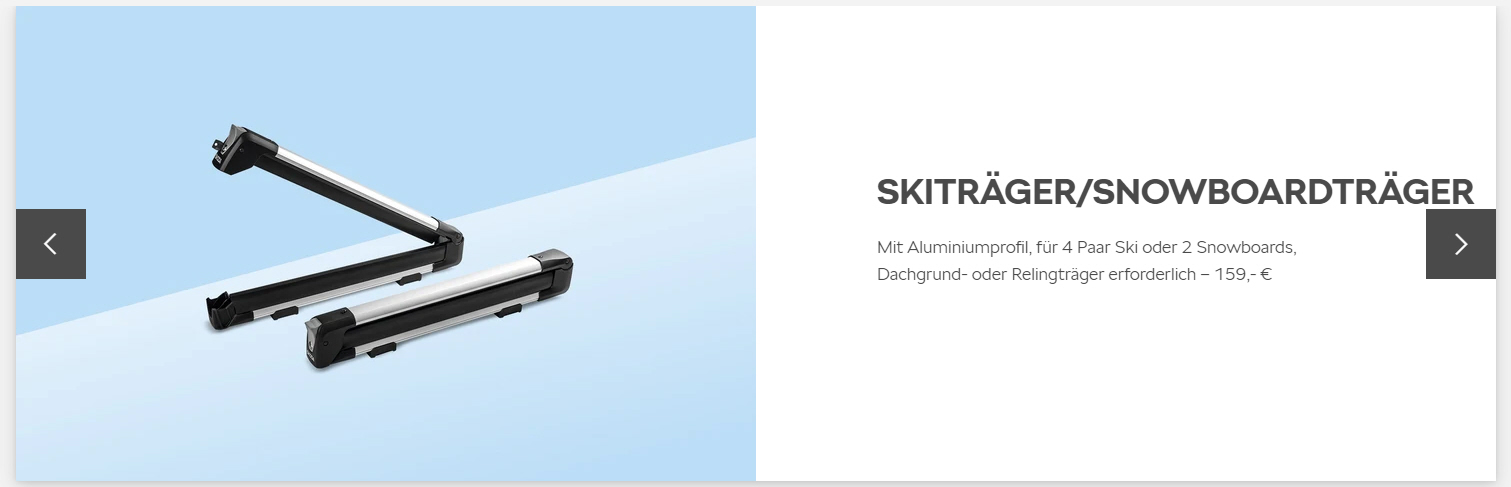 SKITRÄGER/SNOWBOARDTRÄGER
Mit Aluminiumprofil, für 4 Paar Ski oder 2 Snowboards,
Dachgrund- oder Relingträger erforderlich – 159,- €